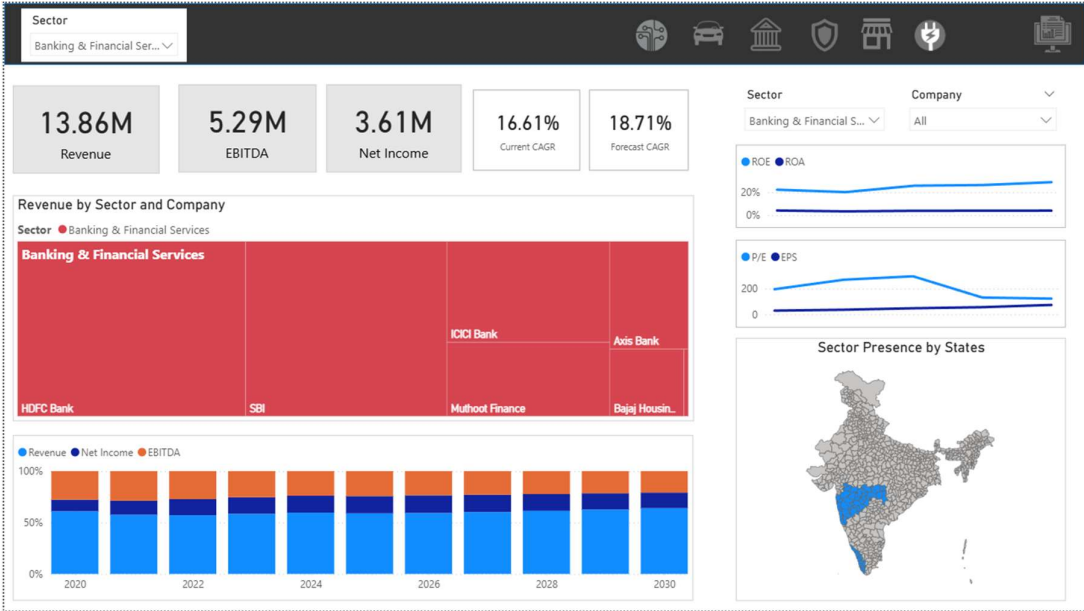 Sector
Banking & Financial Ser...
13.86M
Revenue
5.29M
EBITDA
3.61M
Net Income
16.61%
Current CAGR
18.71%
Forecast CAGR
Sector
Banking & Financial S...
Company
All
ROE ROA
20%
0%
P/E EPS
200
0
Revenue by Sector and Company
Sector Banking & Financial Services
Banking & Financial Services
HDFC Bank
SBI
ICICI Bank
Muthoot Finance
Axis Bank
Bajaj Housin...
Revenue Net Income EBITDA
100%
50%
0%
2020 2022 2024 2026 2028 2030
Sector Presence by States